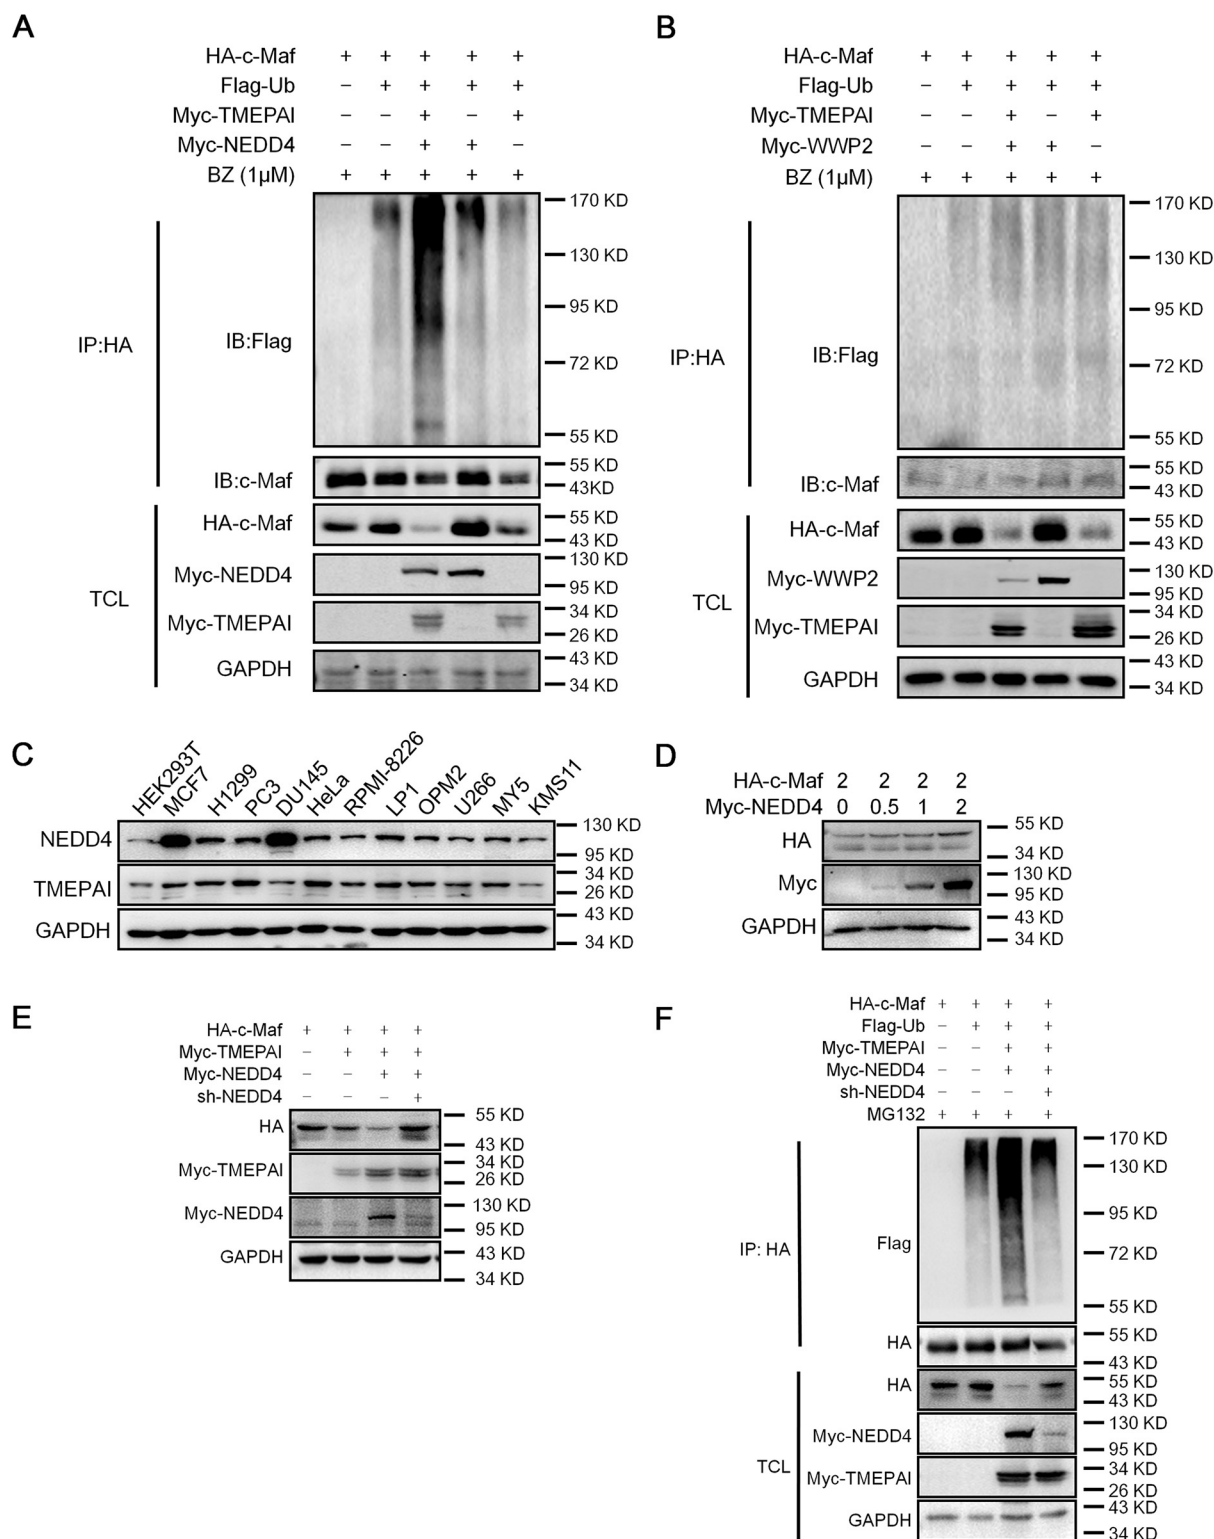 A
HA-c-Maf + + + + +
Flag-Ub – + + + +
Myc-TMEPAI – – + – +
Myc-NEDD4 – – + + –
BZ (1μM) + + + + +
170 KD
130 KD
95 KD
72 KD
55 KD
IP:HA
IB:Flag
55 KD
IB:c-Maf
43KD
HA-c-Maf
55 KD
43 KD
Myc-NEDD4
130 KD
95 KD
TCL
Myc-TMEPAI
34 KD
26 KD
GAPDH
43 KD
34 KD
B
HA-c-Maf + + + + +
Flag-Ub – + + + +
Myc-TMEPAI – – + – +
Myc-WWP2 – – + + –
BZ (1μM) + + + + +
170 KD
130 KD
95 KD
72 KD
55 KD
IP:HA
IB:Flag
IB:c-Maf
55 KD
43 KD
HA-c-Maf
55 KD
43 KD
Myc-WWP2
130 KD
95 KD
TCL
Myc-TMEPAI
34 KD
26 KD
GAPDH
43 KD
34 KD
C
HEK293T
MCF7
H1299
PC3
DU145
HeLa
RPMI-8226
LP1
OPM2
U266
MY5
KMS11
NEDD4
130 KD
95 KD
TMEPAI
34 KD
26 KD
GAPDH
43 KD
34 KD
D
HA-c-Maf 2 2 2 2
Myc-NEDD4 0 0.5 1 2
HA
55 KD
34 KD
Myc
130 KD
95 KD
GAPDH
43 KD
34 KD
E
HA-c-Maf + + + +
Myc-TMEPAI – + + +
Myc-NEDD4 – – + +
sh-NEDD4 – – – +
HA
55 KD
43 KD
Myc-TMEPAI
34 KD
26 KD
Myc-NEDD4
130 KD
95 KD
GAPDH
43 KD
34 KD
F
HA-c-Maf + + + +
Flag-Ub – + + +
Myc-TMEPAI – – + +
Myc-NEDD4 – – + +
sh-NEDD4 – – – +
MG132 + + + +
170 KD
130 KD
95 KD
72 KD
55 KD
IP: HA
Flag
HA
55 KD
43 KD
HA
55 KD
43 KD
Myc-NEDD4
130 KD
95 KD
TCL
Myc-TMEPAI
34 KD
26 KD
GAPDH
43 KD
34 KD